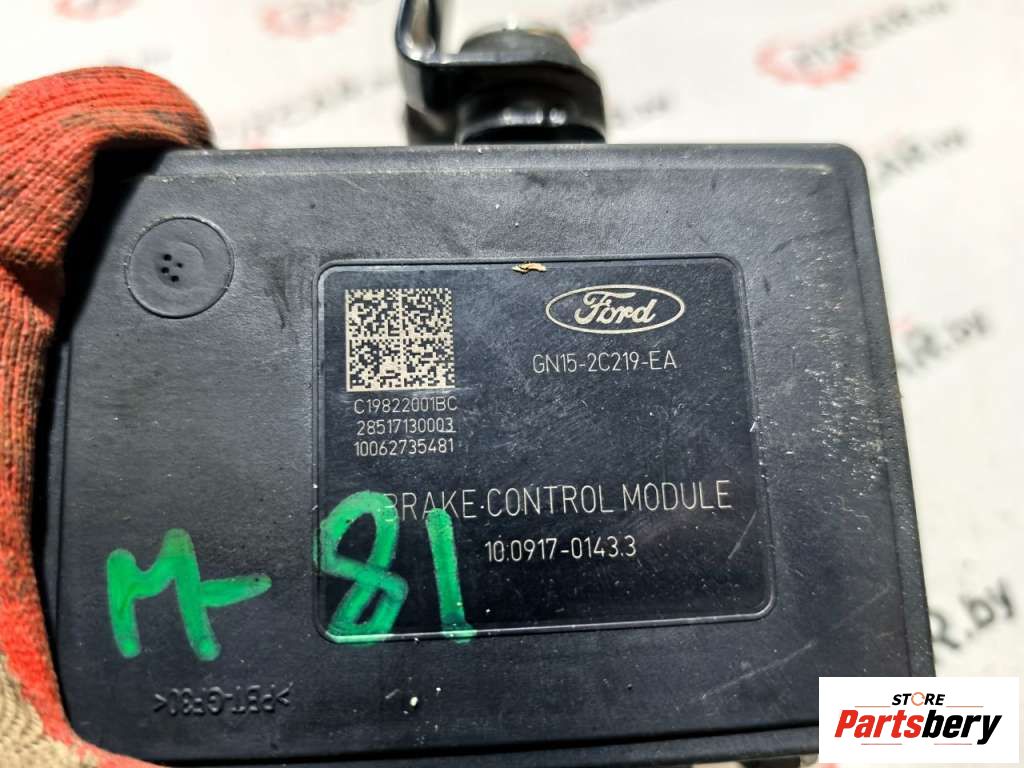 Ford
GN15-2C219-EA
C19822001BC
28517130003
10062735481
BRAKE·CONTROL MODULE
10.0917-0143.3
M-81
>PBT-GF30<
STORE
Partsbery